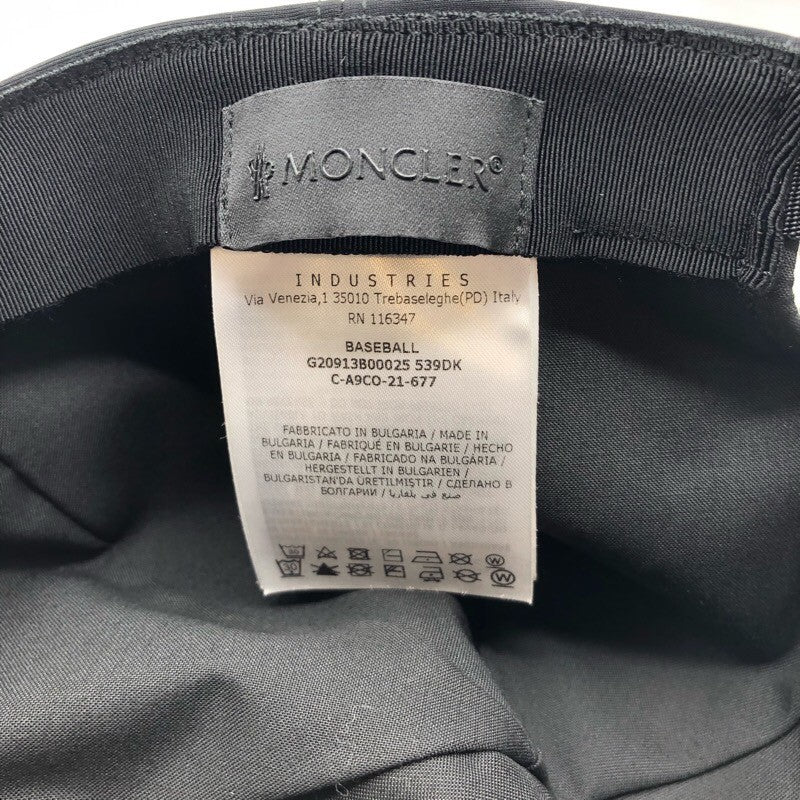 MONCLER®
INDUSTRIES
Via Venezia,1 35010 Trebaseleghe(PD) Italy
RN 116347
BASEBALL
G20913B00025 539DK
C-A9CO-21-677
FABBRICATO IN BULGARIA / MADE IN
BULGARIA / FABRIQUÉ EN BULGARIE / HECHO
EN BULGARIA / FABRICADO NA BULGÁRIA /
HERGESTELLT IN BULGARIEN /
BULGARISTAN'DA ÜRETILMIŞTIR / СДЕЛАНО В
БОЛГАРИИ / صنع في بلغاريا
W
W